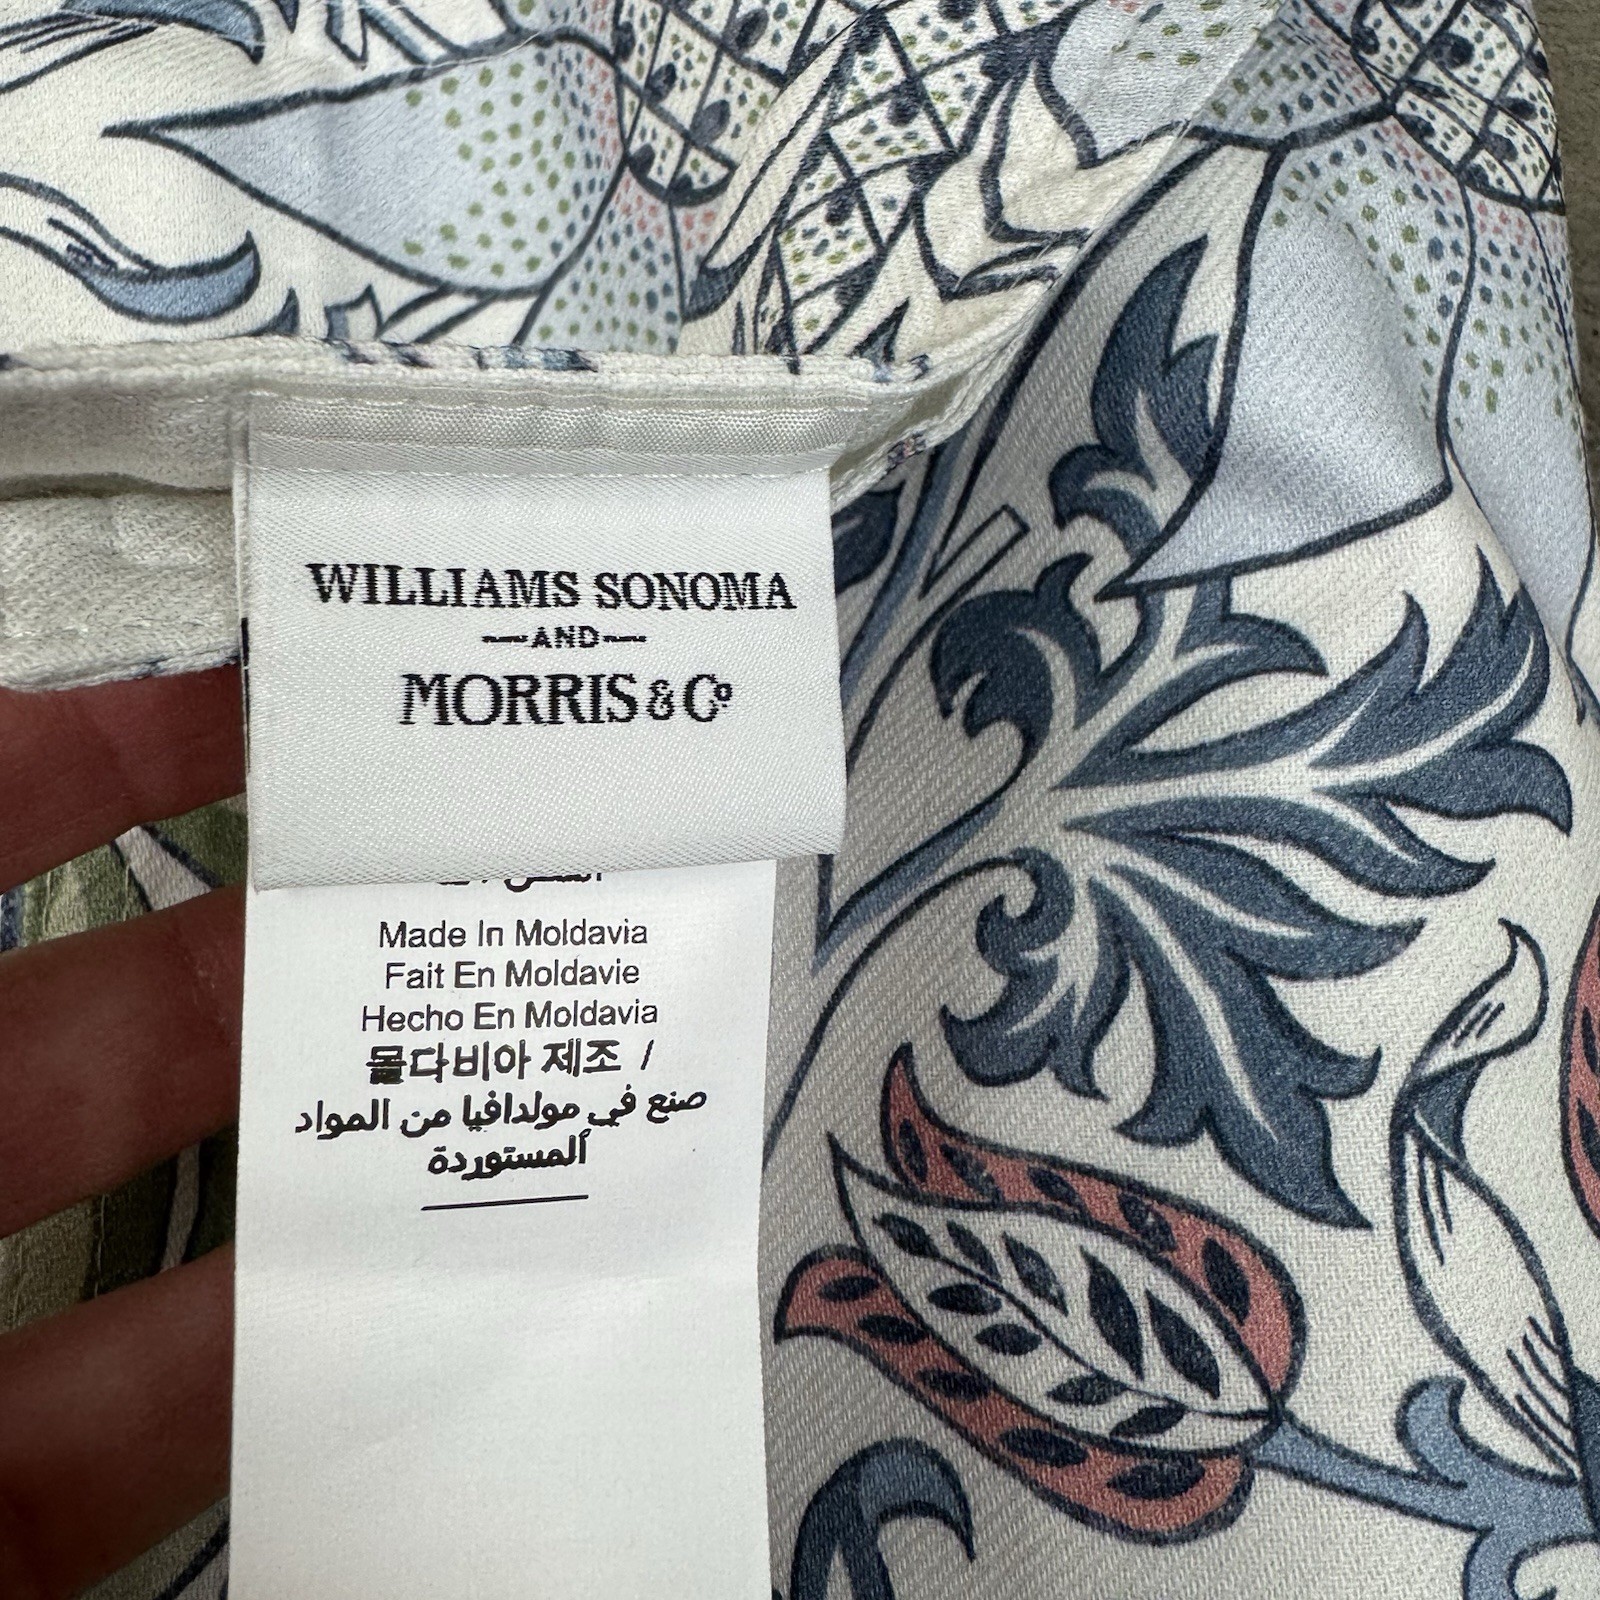 WILLIAMS SONOMA
AND
MORRIS & Cº
Made In Moldavia
Fait En Moldavie
Hecho En Moldavia
몰다비아 제조 /
صنع في مولدافيا من المواد
المستوردة